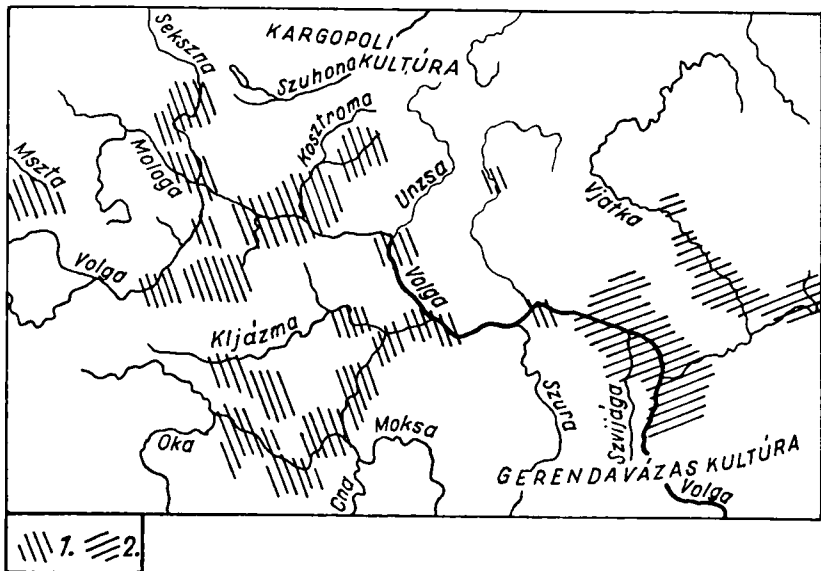 Sekszna
KARGOPOLI
KULTÚRA
Szuhona
Kosztroma
Mologa
Mszta
Unzsa
Vjatka
Volga
Volga
Kljázma
Szura
Szvijága
Oka
Moksa
Cna
GERENDAVÁZAS KULTÚRA
Volga
1. 2.